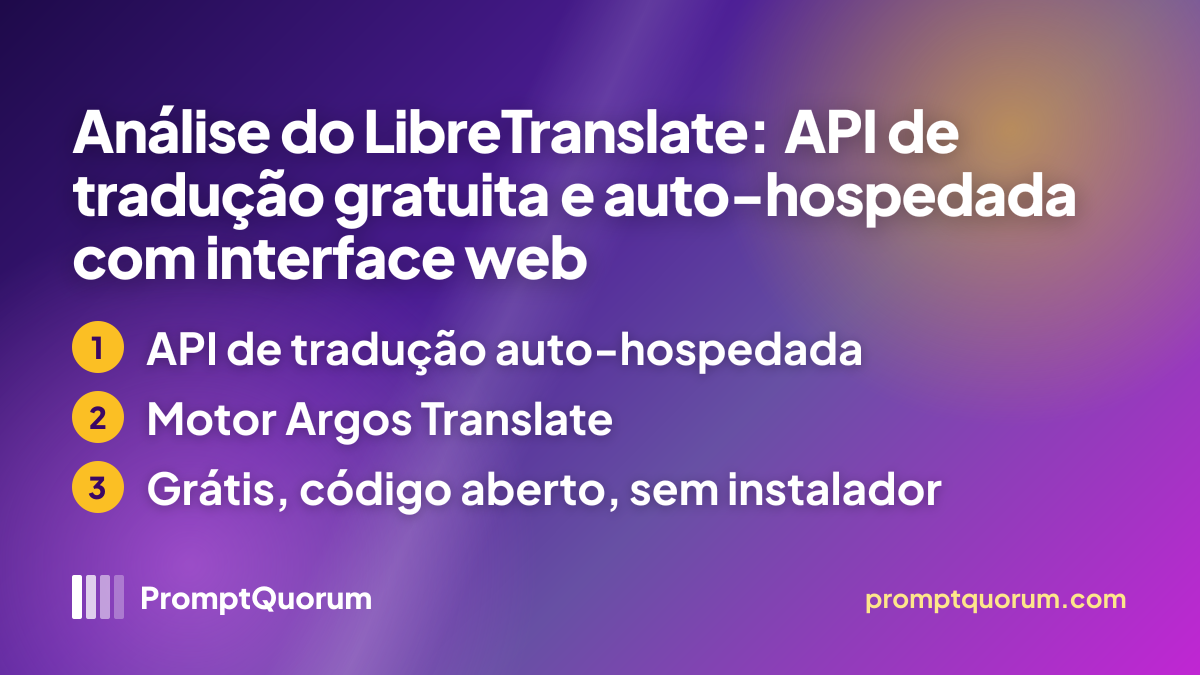 Análise do LibreTranslate: API de
tradução gratuita e auto-hospedada
com interface web
1 API de tradução auto-hospedada
2 Motor Argos Translate
3 Grátis, código aberto, sem instalador
PromptQuorum
promptquorum.com